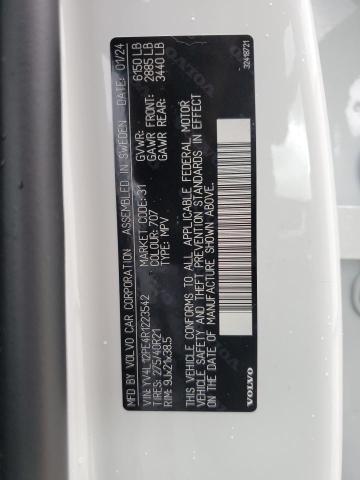 MFD BY VOLVO CAR CORPORATION ASSEMBLED IN SWEDEN DATE: 01/24
VIN: YV4L12PE4R1223542 MARKET CODE: 31 GVWR: 6150 LB
TIRES: 275/40R21 COLOUR: 707 GAWR FRONT: 2885 LB
RIM: 9Jx21x38.5 TYPE: MPV GAWR REAR: 3440 LB
THIS VEHICLE CONFORMS TO ALL APPLICABLE FEDERAL MOTOR
VEHICLE SAFETY AND THEFT PREVENTION STANDARDS IN EFFECT
ON THE DATE OF MANUFACTURE SHOWN ABOVE.
VOLVO 32418721